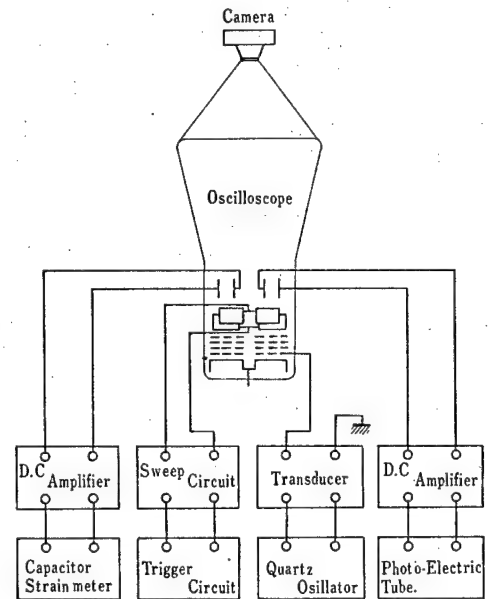 Camera
Oscilloscope
D.C Amplifier
Sweep Circuit
Transducer
D.C Amplifier
Capacitor
Strain meter
Trigger
Circuit
Quartz
Osillator
Photo-Electric
Tube.